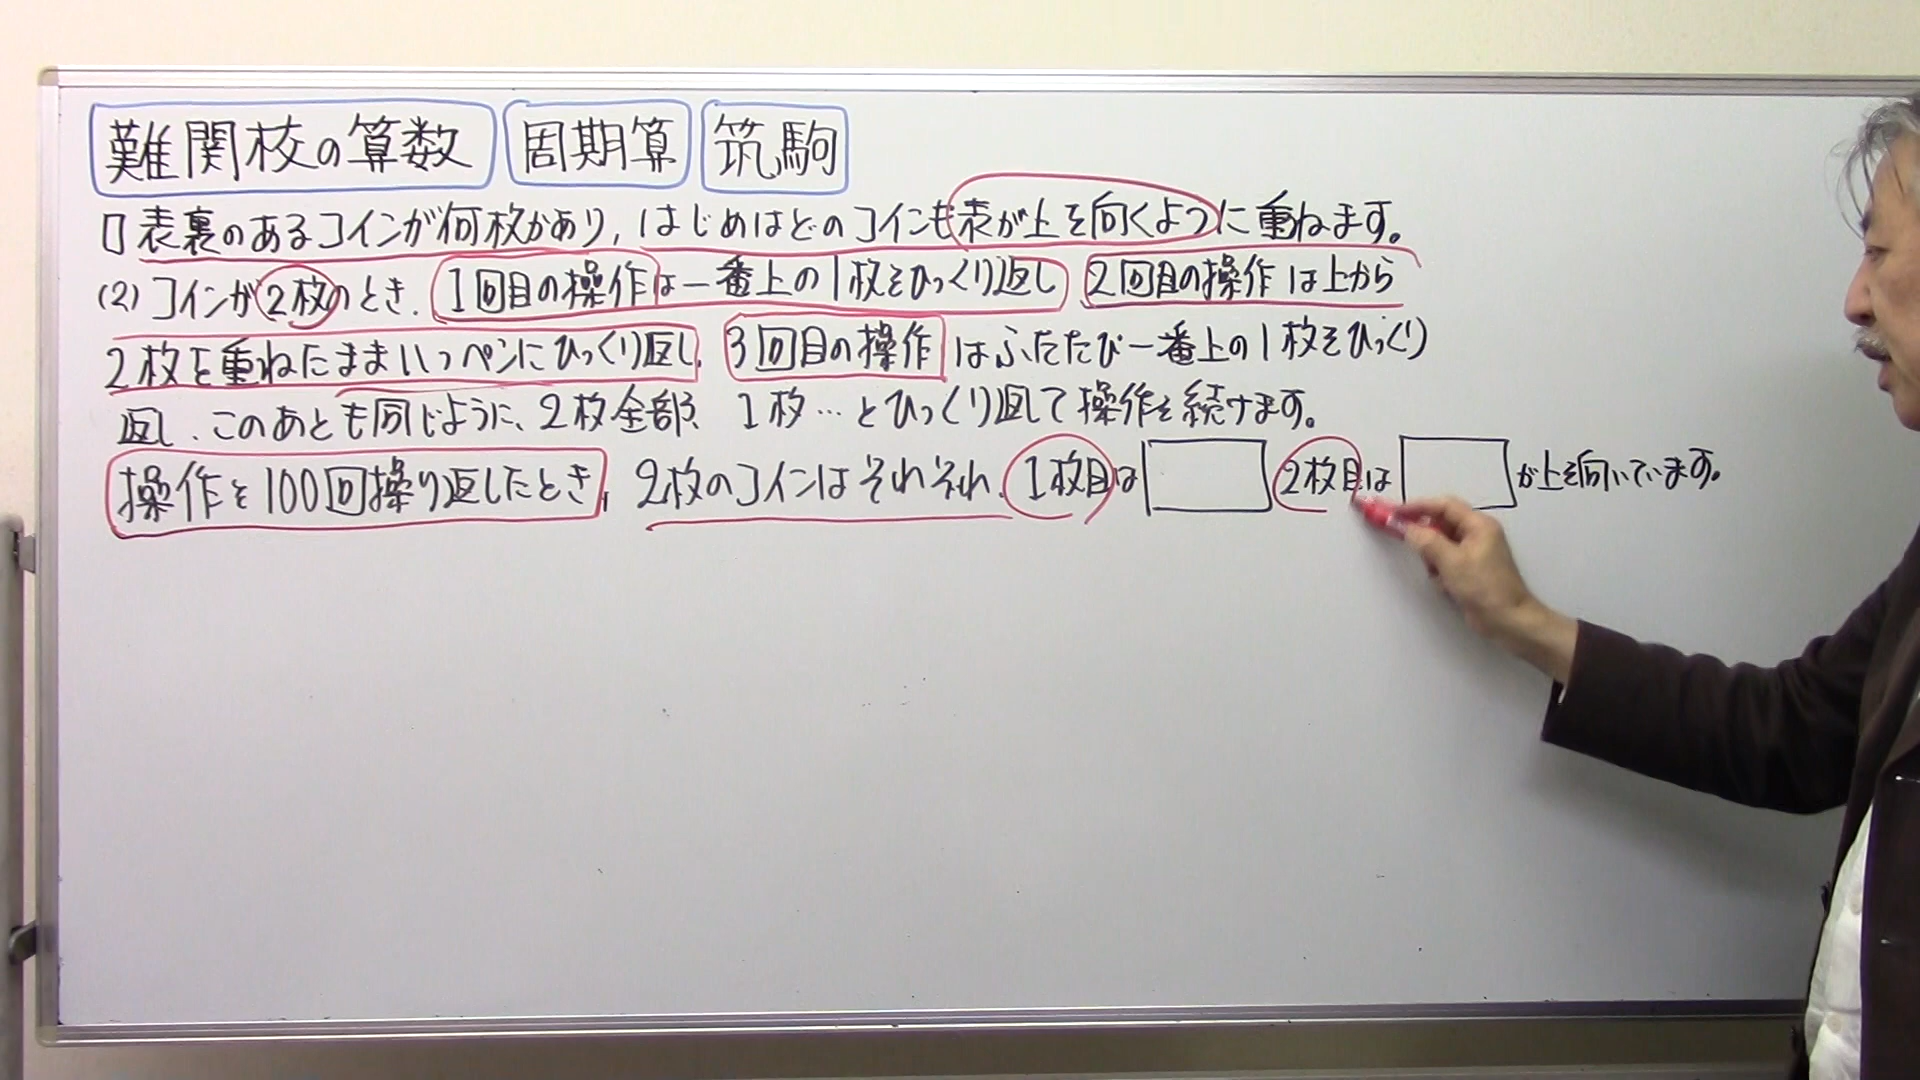 難関校の算数 周期算 筑駒
□ 表裏のあるコインが何枚かあり, はじめはどのコインも表が上を向くように重ねます。
(2) コインが2枚のとき、1回目の操作は一番上の1枚をひっくり返し 2回目の操作は上から
2枚を重ねたままいっぺんにひっくり返し、3回目の操作はふたたび一番上の1枚をひっくり
返し、このあとも同じように、2枚全部、1枚…とひっくり返して操作を続けます。
操作を100回操り返したとき, 2枚のコインはそれぞれ、1枚目は 2枚目は が上を向いています。